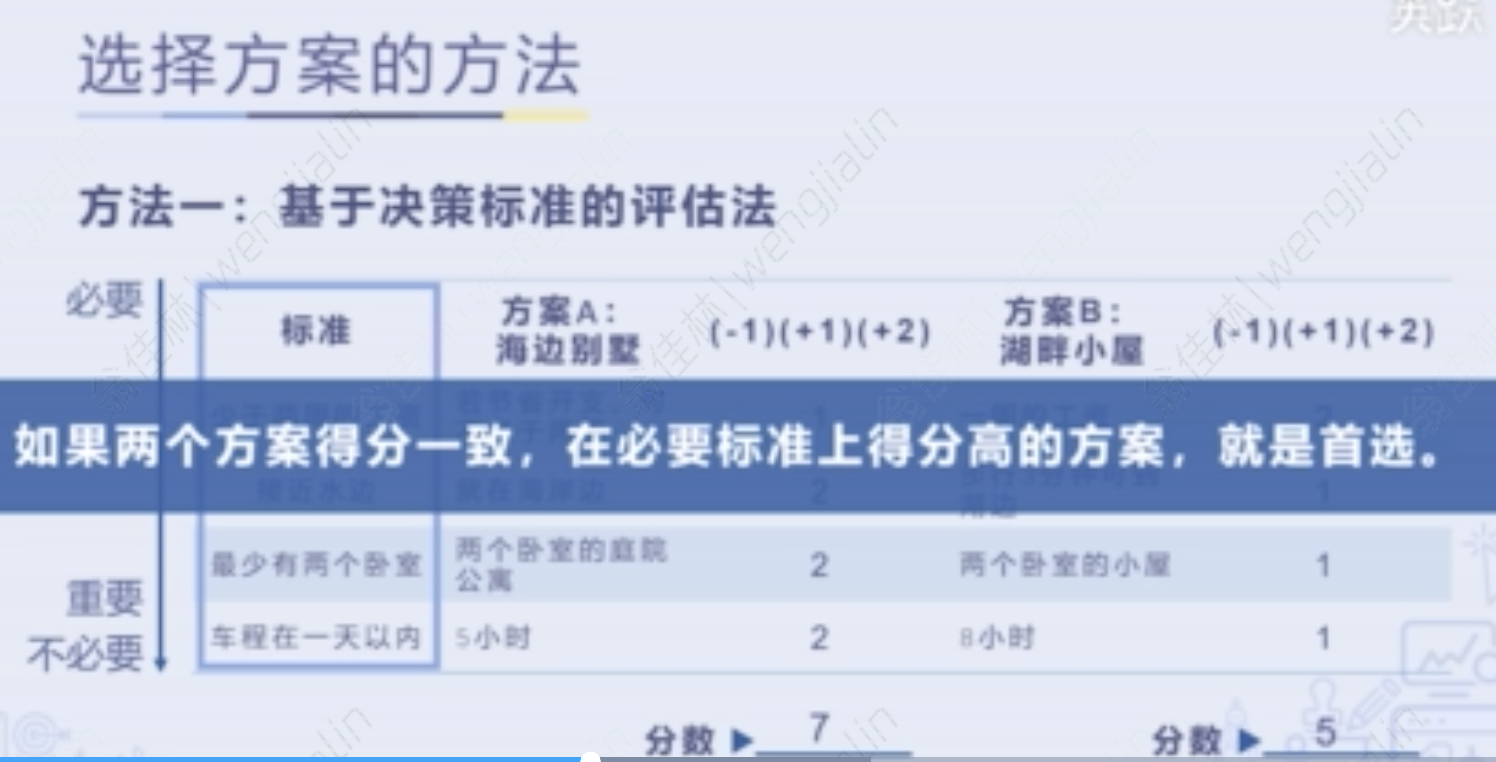 英跃
选择方案的方法
方法一：基于决策标准的评估法
必要
标准
方案A：
海边别墅
(-1)(+1)(+2)
方案B：
湖畔小屋
(-1)(+1)(+2)
如果两个方案得分一致，在必要标准上得分高的方案，就是首选。
接近水边
就在海岸边
2
1
最少有两个卧室
两个卧室的庭院
公寓
2
两个卧室的小屋
1
重要
不必要
车程在一天以内
5小时
2
8小时
1
分数
7
分数
5
翁佳林|wengjialin